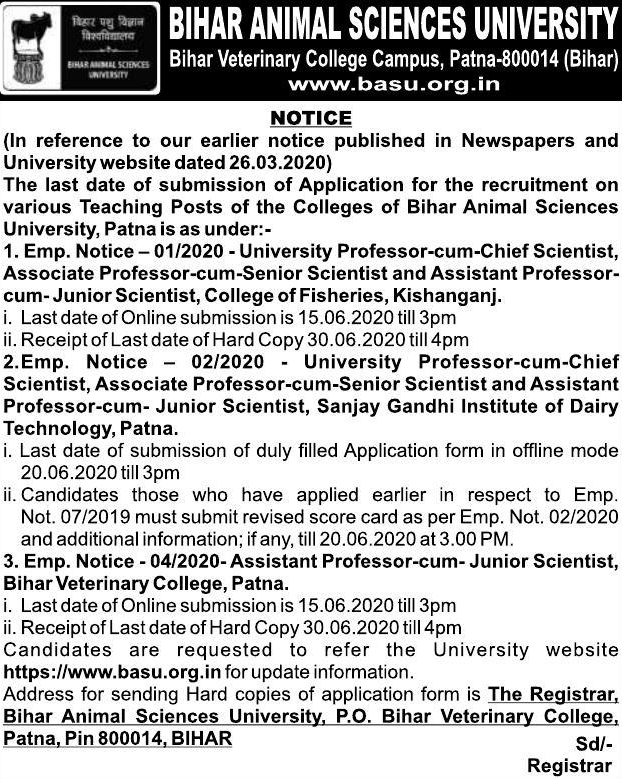 बिहार पशु विज्ञान
विश्वविद्यालय
BIHAR ANIMAL SCIENCES
UNIVERSITY
BIHAR ANIMAL SCIENCES UNIVERSITY
Bihar Veterinary College Campus, Patna-800014 (Bihar)
www.basu.org.in
NOTICE
(In reference to our earlier notice published in Newspapers and
University website dated 26.03.2020)
The last date of submission of Application for the recruitment on
various Teaching Posts of the Colleges of Bihar Animal Sciences
University, Patna is as under:-
1. Emp. Notice – 01/2020 - University Professor-cum-Chief Scientist,
Associate Professor-cum-Senior Scientist and Assistant Professor-
cum- Junior Scientist, College of Fisheries, Kishanganj.
i. Last date of Online submission is 15.06.2020 till 3pm
ii. Receipt of Last date of Hard Copy 30.06.2020 till 4pm
2.Emp. Notice – 02/2020 - University Professor-cum-Chief
Scientist, Associate Professor-cum-Senior Scientist and Assistant
Professor-cum- Junior Scientist, Sanjay Gandhi Institute of Dairy
Technology, Patna.
i. Last date of submission of duly filled Application form in offline mode
20.06.2020 till 3pm
ii. Candidates those who have applied earlier in respect to Emp.
Not. 07/2019 must submit revised score card as per Emp. Not. 02/2020
and additional information; if any, till 20.06.2020 at 3.00 PM.
3. Emp. Notice - 04/2020- Assistant Professor-cum- Junior Scientist,
Bihar Veterinary College, Patna.
i. Last date of Online submission is 15.06.2020 till 3pm
ii. Receipt of Last date of Hard Copy 30.06.2020 till 4pm
Candidates are requested to refer the University website
https://www.basu.org.in for update information.
Address for sending Hard copies of application form is The Registrar,
Bihar Animal Sciences University, P.O. Bihar Veterinary College,
Patna, Pin 800014, BIHAR
Sd/-
Registrar